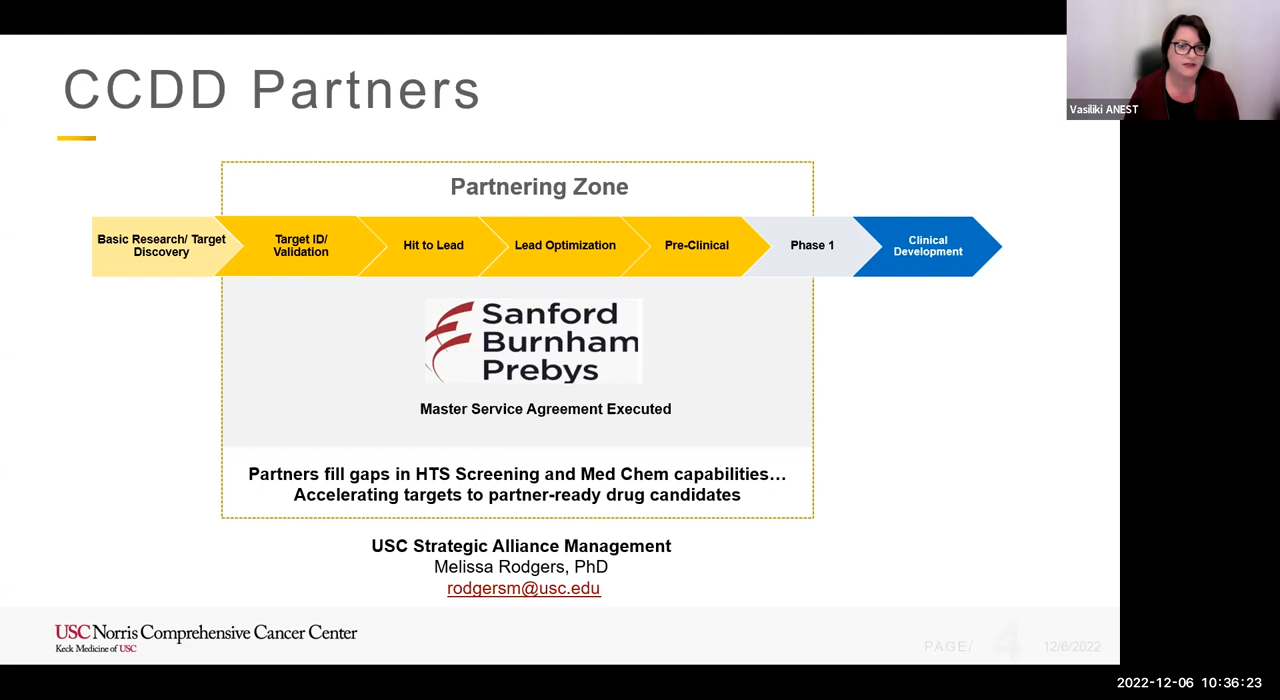 CCDD Partners
Vasiliki ANEST
Partnering Zone
Basic Research/ Target
Discovery
Target ID/
Validation
Hit to Lead
Lead Optimization
Pre-Clinical
Phase 1
Clinical
Development
Sanford
Burnham
Prebys
Master Service Agreement Executed
Partners fill gaps in HTS Screening and Med Chem capabilities…
Accelerating targets to partner-ready drug candidates
USC Strategic Alliance Management
Melissa Rodgers, PhD
rodgersm@usc.edu
USC Norris Comprehensive Cancer Center
Keck Medicine of USC
PAGE/ 4 12/6/2022
2022-12-06 10:36:23